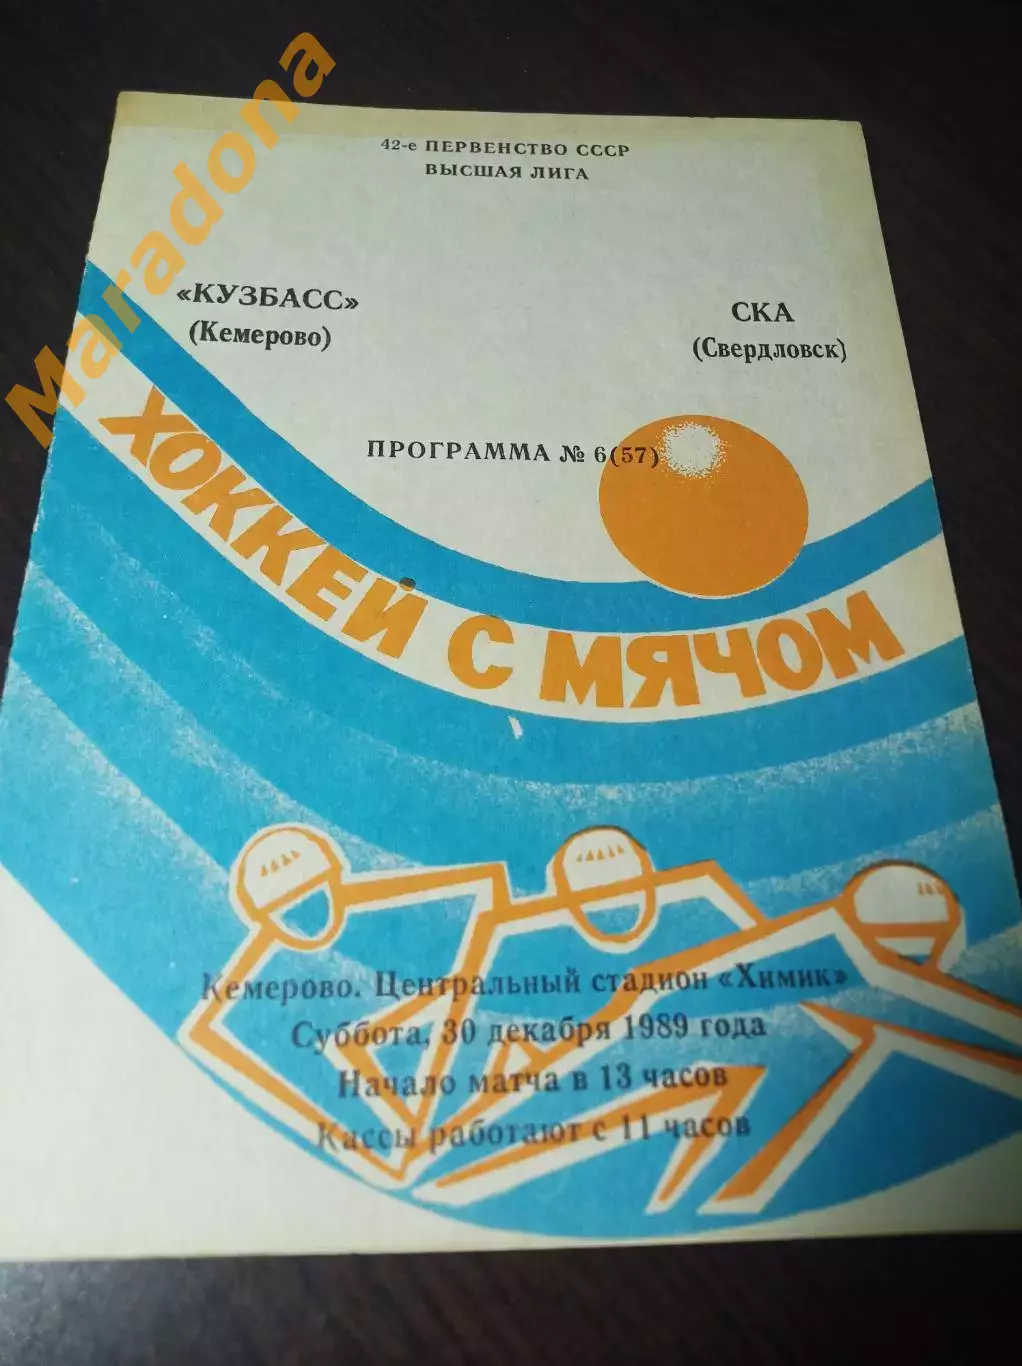 Maradona
42-е ПЕРВЕНСТВО СССР
ВЫСШАЯ ЛИГА
«КУЗБАСС»
(Кемерово)
СКА
(Свердловск)
ПРОГРАММА № 6(57)
ХОККЕЙ С МЯЧОМ
Кемерово. Центральный стадион «Химик»
Суббота, 30 декабря 1989 года
Начало матча в 13 часов
Кассы работают с 11 часов